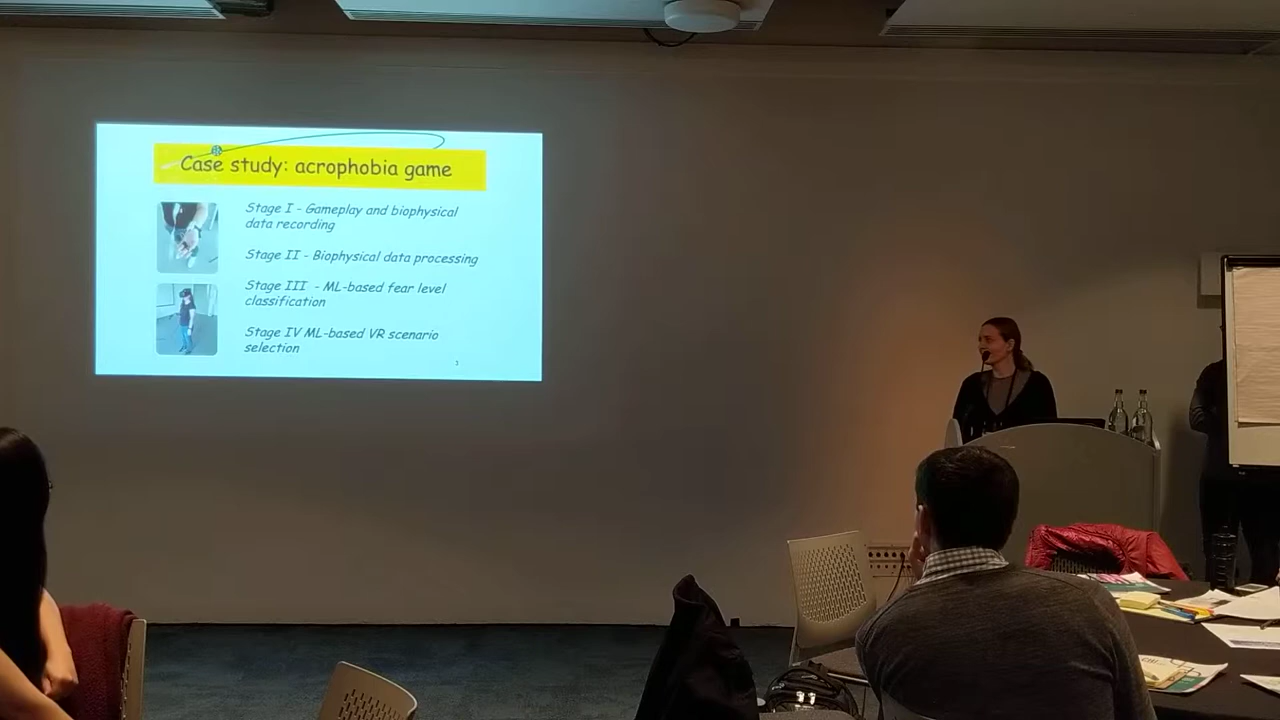 Case study: acrophobia game
Stage I - Gameplay and biophysical
data recording
Stage II - Biophysical data processing
Stage III - ML-based fear level
classification
Stage IV ML-based VR scenario
selection